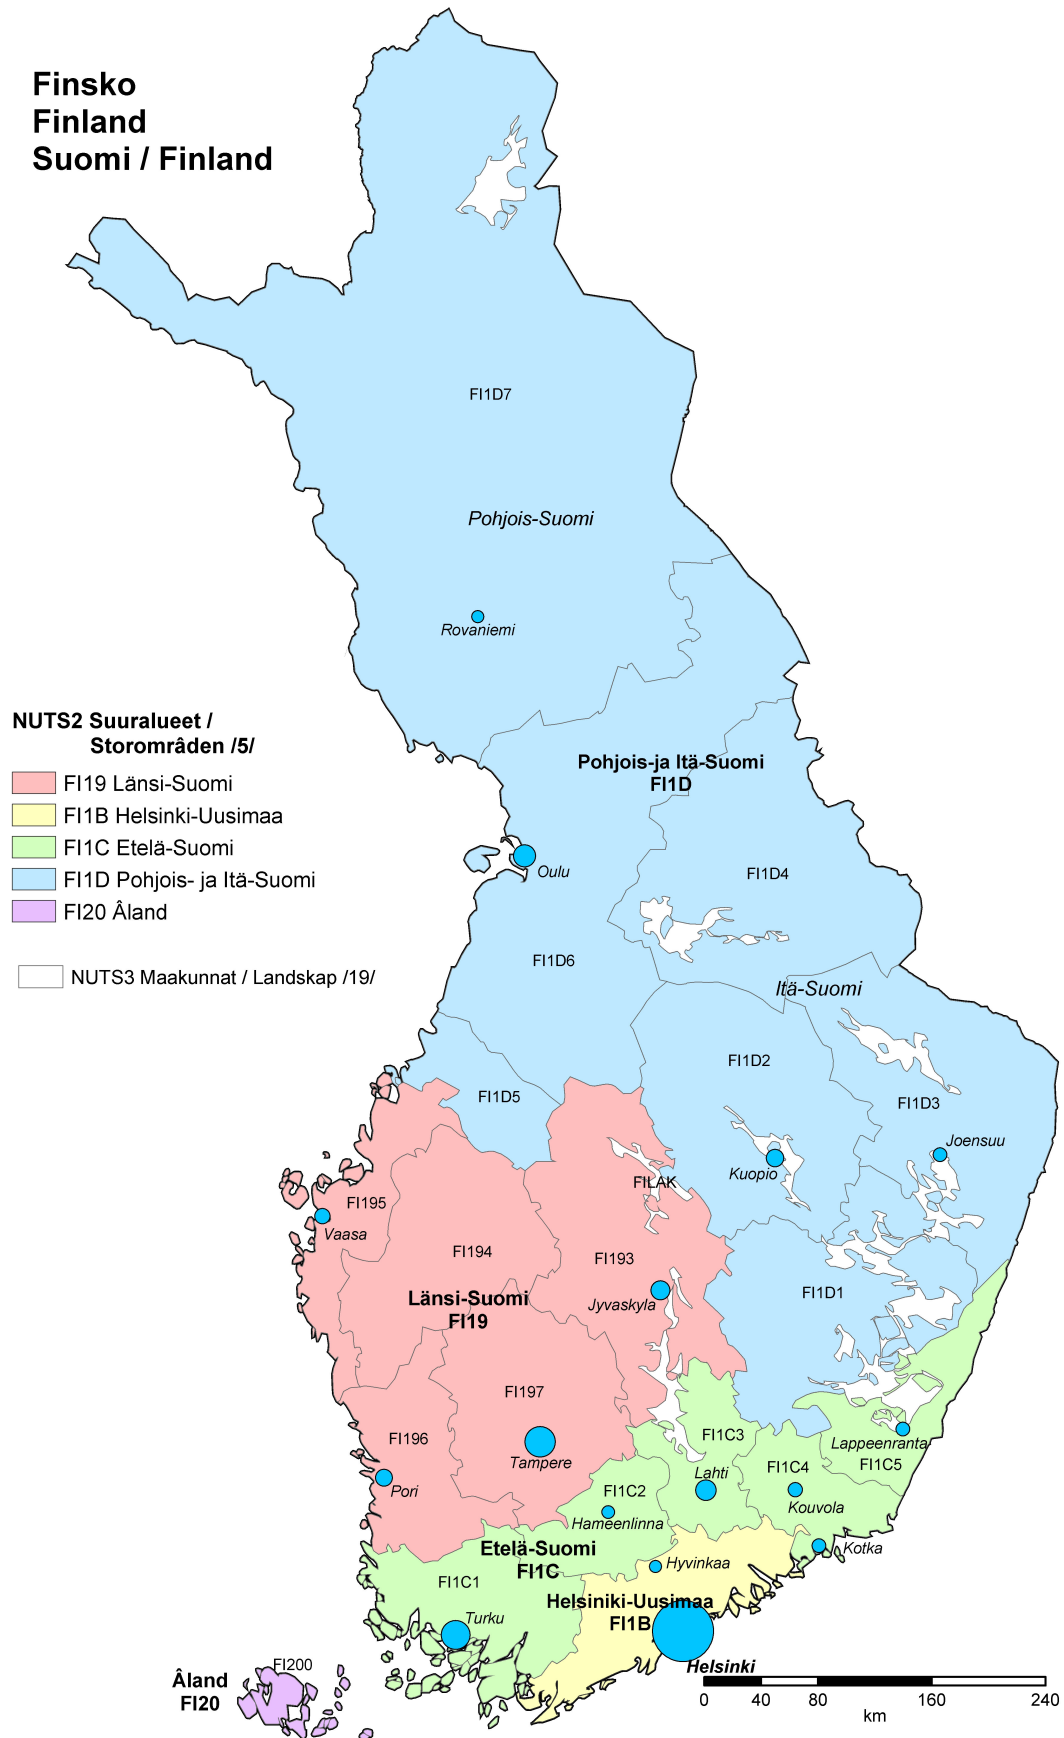 Finsko
Finland
Suomi / Finland
FI1D7
Pohjois-Suomi
Rovaniemi
NUTS2 Suuralueet /
Storområden /5/
FI19 Länsi-Suomi
FI1B Helsinki-Uusimaa
FI1C Etelä-Suomi
FI1D Pohjois- ja Itä-Suomi
FI20 Åland
NUTS3 Maakunnat / Landskap /19/
Pohjois-ja Itä-Suomi
FI1D
Oulu
FI1D4
FI1D6
Itä-Suomi
FI1D2
FI1D5
FI1D3
Joensuu
Kuopio
FILAK
FI195
Vaasa
FI194
FI193
Länsi-Suomi
FI19
Jyvaskyla
FI1D1
FI197
FI196
Tampere
Pori
FI1C3
Lahti
FI1C4
Kouvola
Lappeenranta
FI1C5
FI1C2
Hameenlinna
Etelä-Suomi
FI1C
Hyvinkaa
Kotka
FI1C1
Turku
Helsiniki-Uusimaa
FI1B
Helsinki
Åland
FI20
FI200
0 40 80 160 240
km